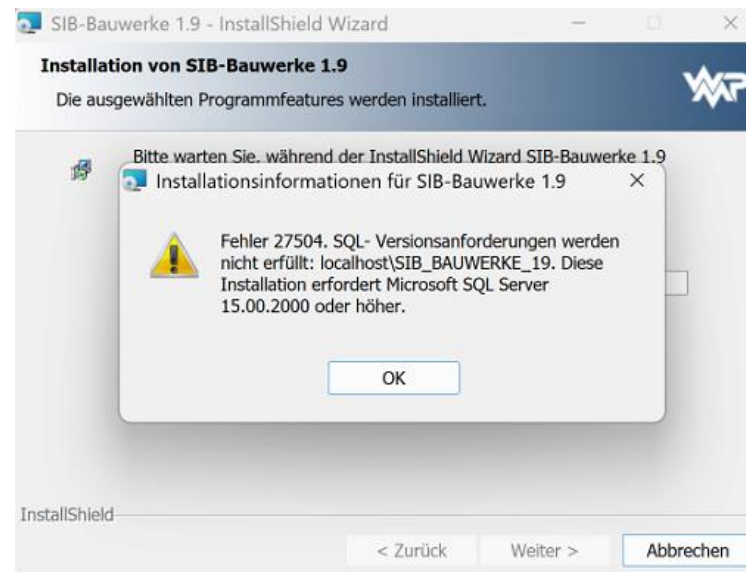 SIB-Bauwerke 1.9 - InstallShield Wizard
Installation von SIB-Bauwerke 1.9
Die ausgewählten Programmfeatures werden installiert.
WMP
Bitte warten Sie, während der InstallShield Wizard SIB-Bauwerke 1.9
Installationsinformationen für SIB-Bauwerke 1.9
Fehler 27504. SQL- Versionsanforderungen werden
nicht erfüllt: localhost\SIB_BAUWERKE_19. Diese
Installation erfordert Microsoft SQL Server
15.00.2000 oder höher.
OK
InstallShield
< Zurück
Weiter >
Abbrechen